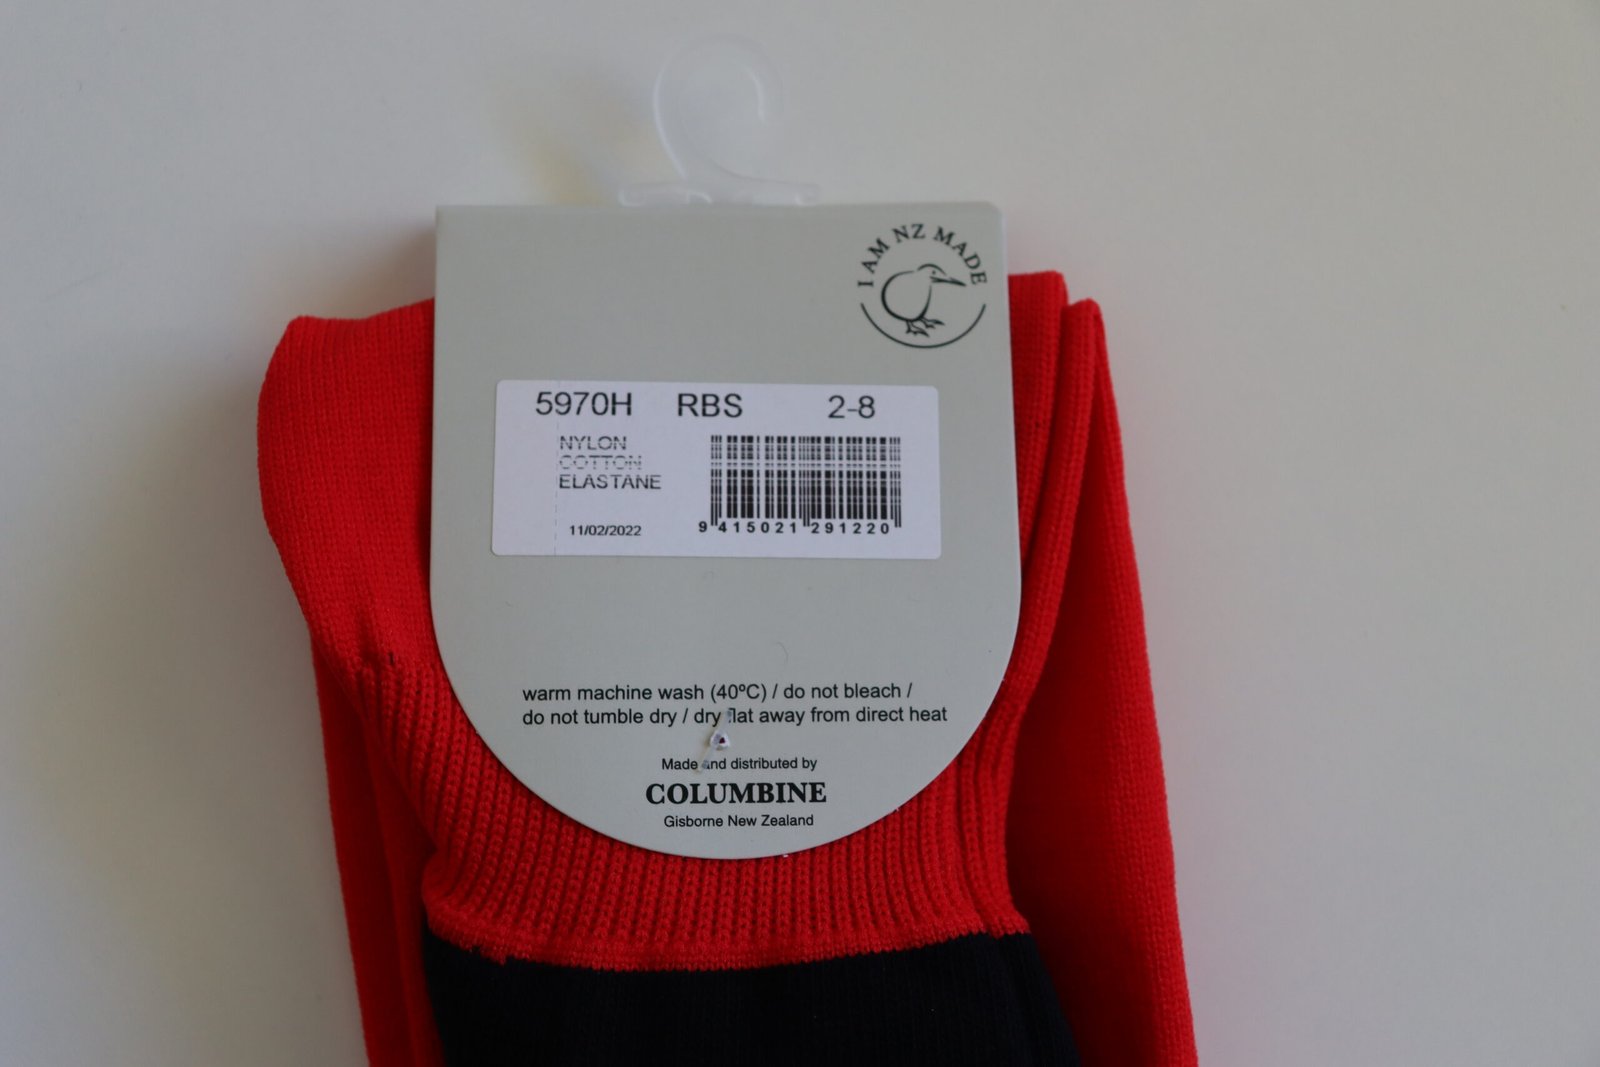 I AM NZ MADE
5970H RBS 2-8
NYLON
COTTON
ELASTANE
11/02/2022
9 415021 291220
warm machine wash (40ºC) / do not bleach /
do not tumble dry / dry flat away from direct heat
Made and distributed by
COLUMBINE
Gisborne New Zealand